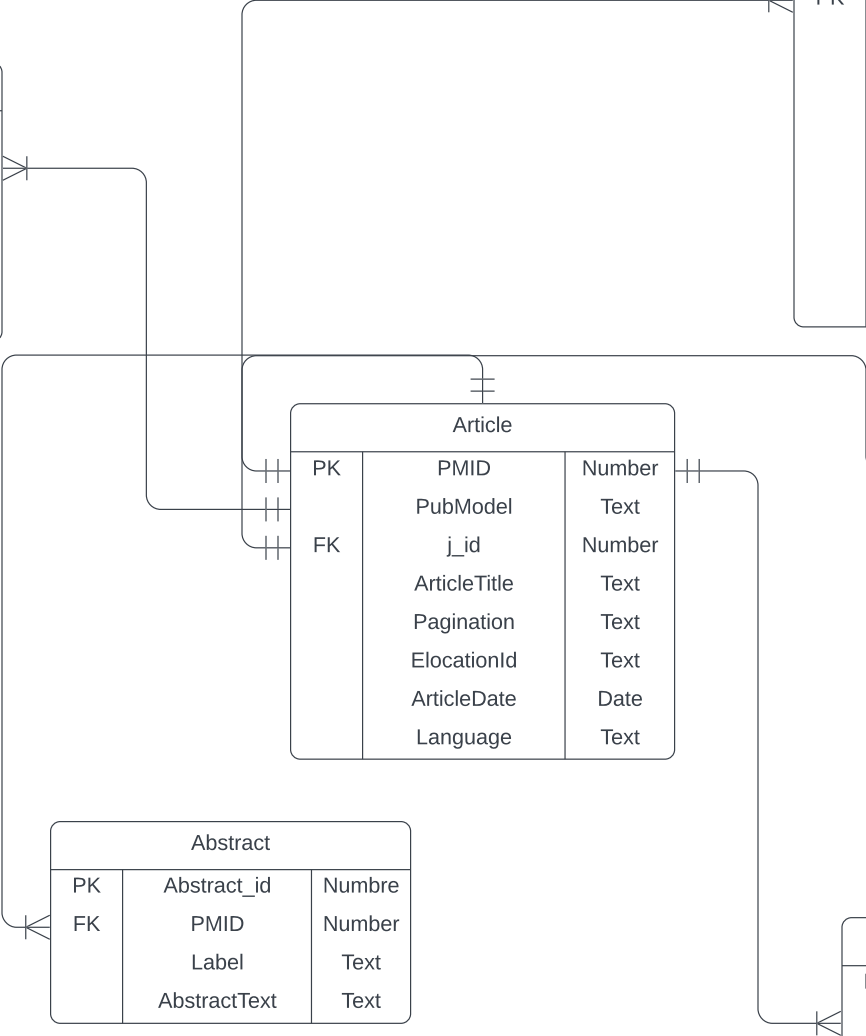 Article
PK PMID Number
PubModel Text
FK j_id Number
ArticleTitle Text
Pagination Text
ElocationId Text
ArticleDate Date
Language Text
Abstract
PK Abstract_id Numbre
FK PMID Number
Label Text
AbstractText Text